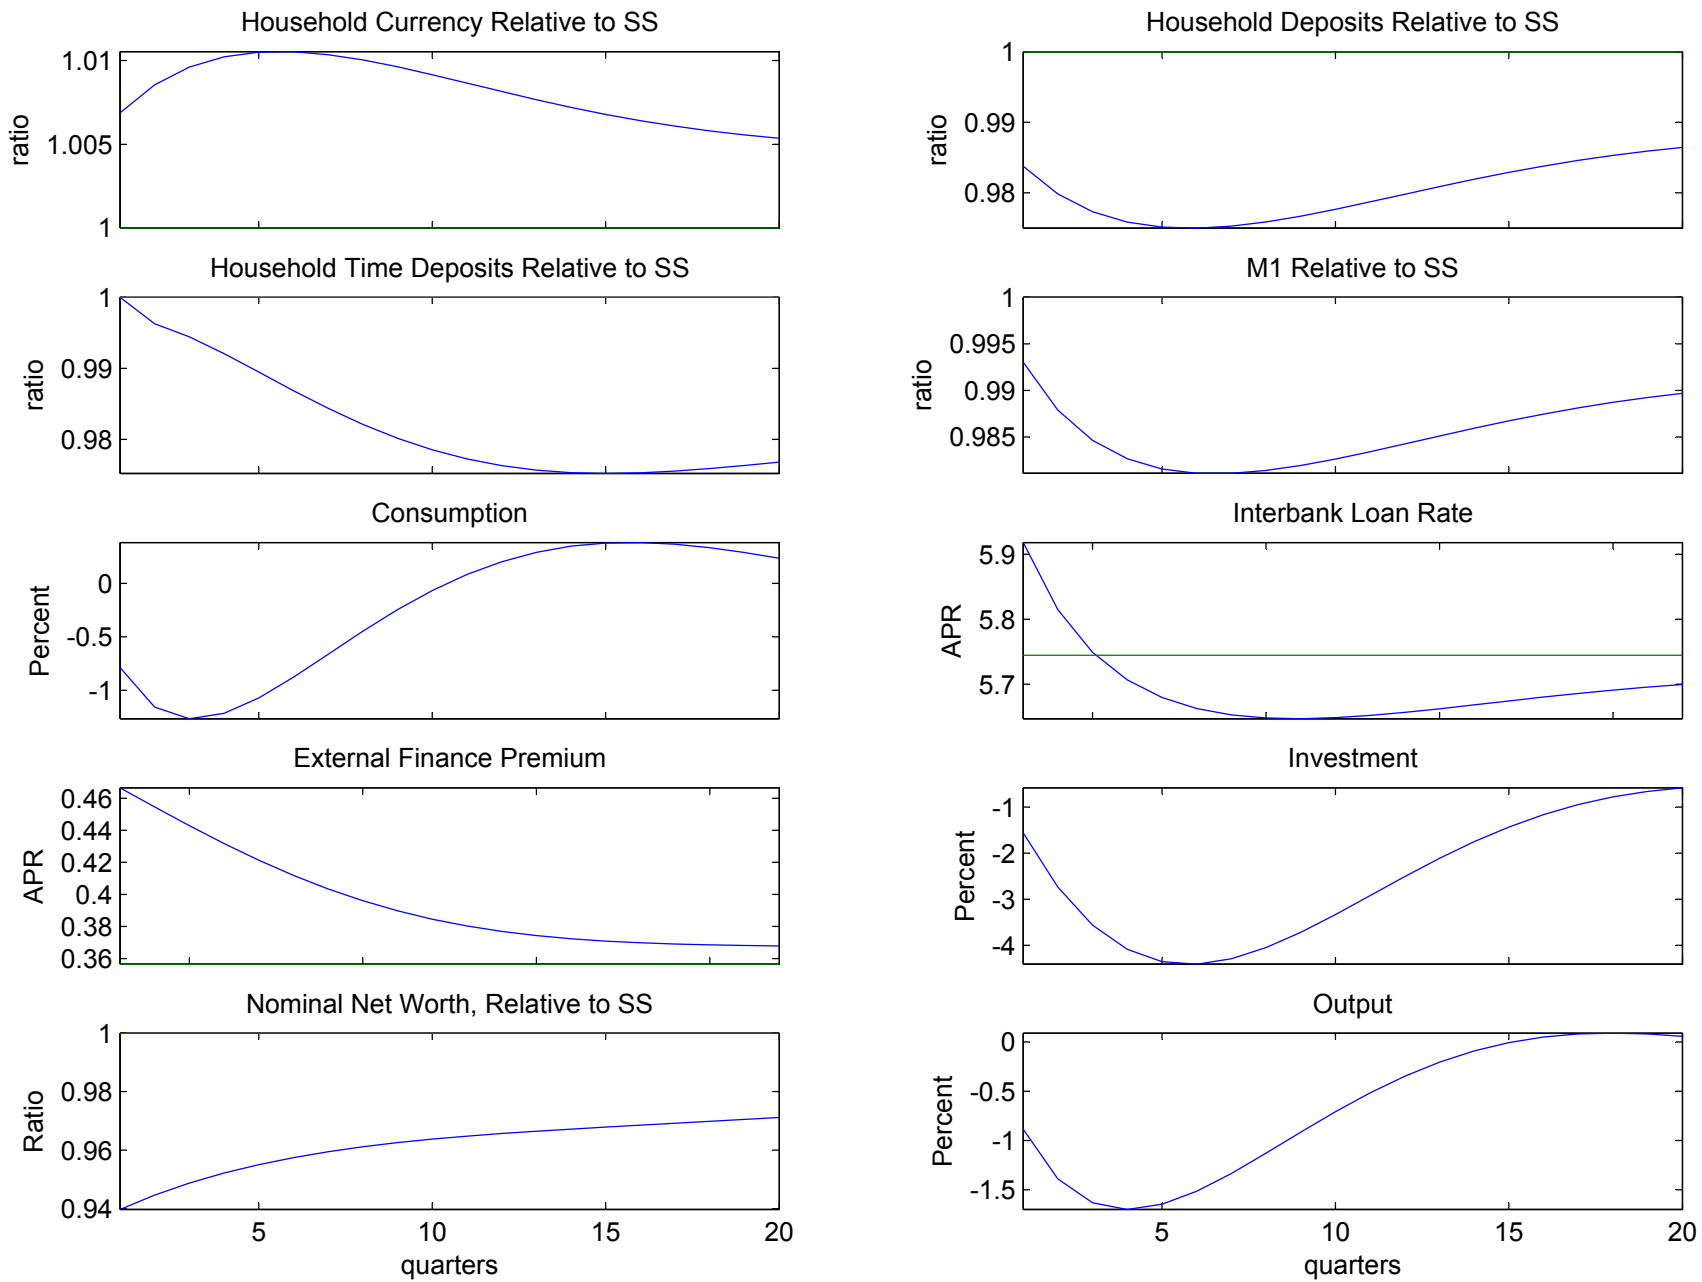 Household Currency Relative to SS
1.01
1.005
1
ratio
Household Deposits Relative to SS
1
0.99
0.98
ratio
Household Time Deposits Relative to SS
1
0.99
0.98
ratio
M1 Relative to SS
1
0.995
0.99
0.985
ratio
Consumption
0
-0.5
-1
Percent
Interbank Loan Rate
5.9
5.8
5.7
APR
External Finance Premium
0.46
0.44
0.42
0.4
0.38
0.36
APR
Investment
-1
-2
-3
-4
Percent
Nominal Net Worth, Relative to SS
1
0.98
0.96
0.94
Ratio
5 10 15 20
quarters
Output
0
-0.5
-1
-1.5
Percent
5 10 15 20
quarters